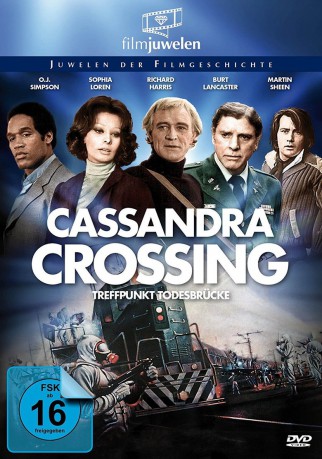 filmjuwelen
JUWELEN DER FILMGESCHICHTE
O.J. SIMPSON
SOPHIA LOREN
RICHARD HARRIS
BURT LANCASTER
MARTIN SHEEN
CASSANDRA
CROSSING
TREFFPUNKT TODESBRÜCKE
FSK
ab
16
freigegeben
DVD